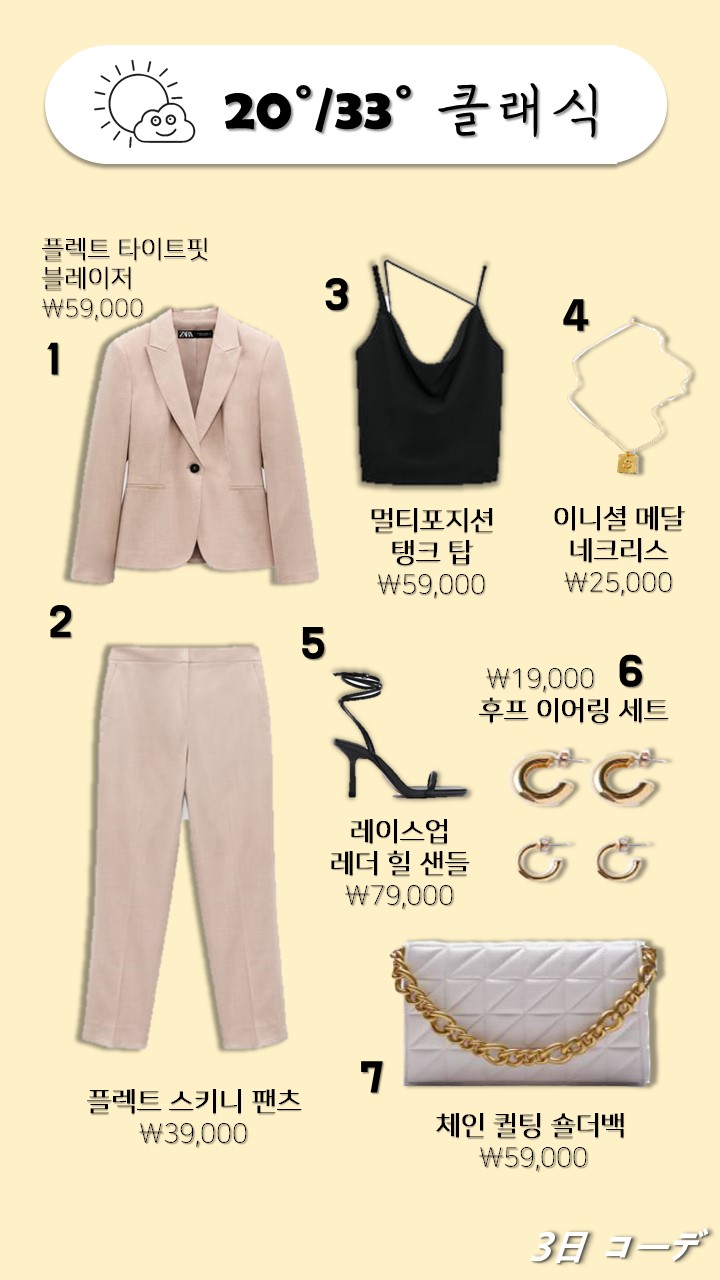 20°/33° 클래식
플렉트 타이트핏
블레이저
₩59,000
1
ZARA
3
멀티포지션
탱크 탑
₩59,000
4
이니셜 메달
네크리스
₩25,000
2
플렉트 스키니 팬츠
₩39,000
5
레이스업
레더 힐 샌들
₩79,000
₩19,000
6
후프 이어링 세트
7
체인 퀼팅 숄더백
₩59,000
3日 コーデ